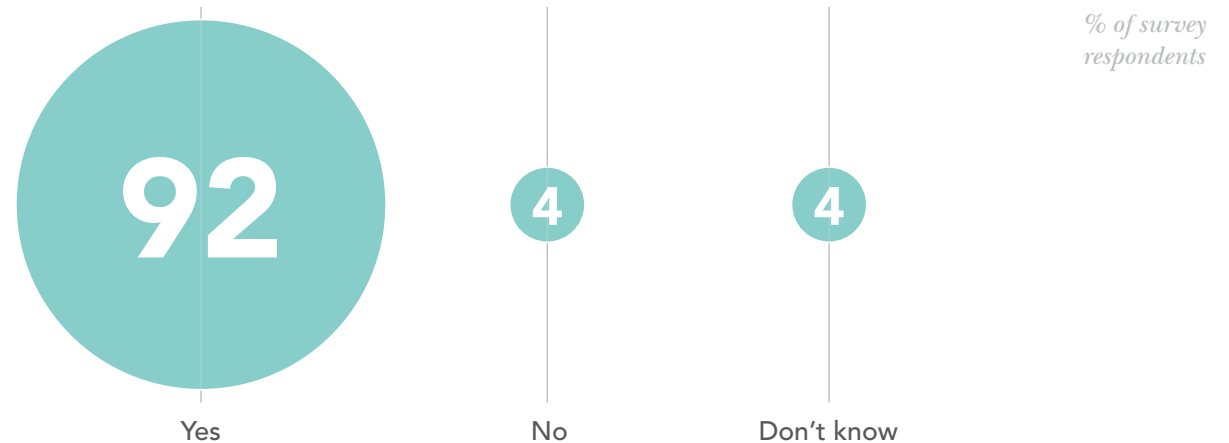 % of survey
respondents
92
4
4
Yes
No
Don't know